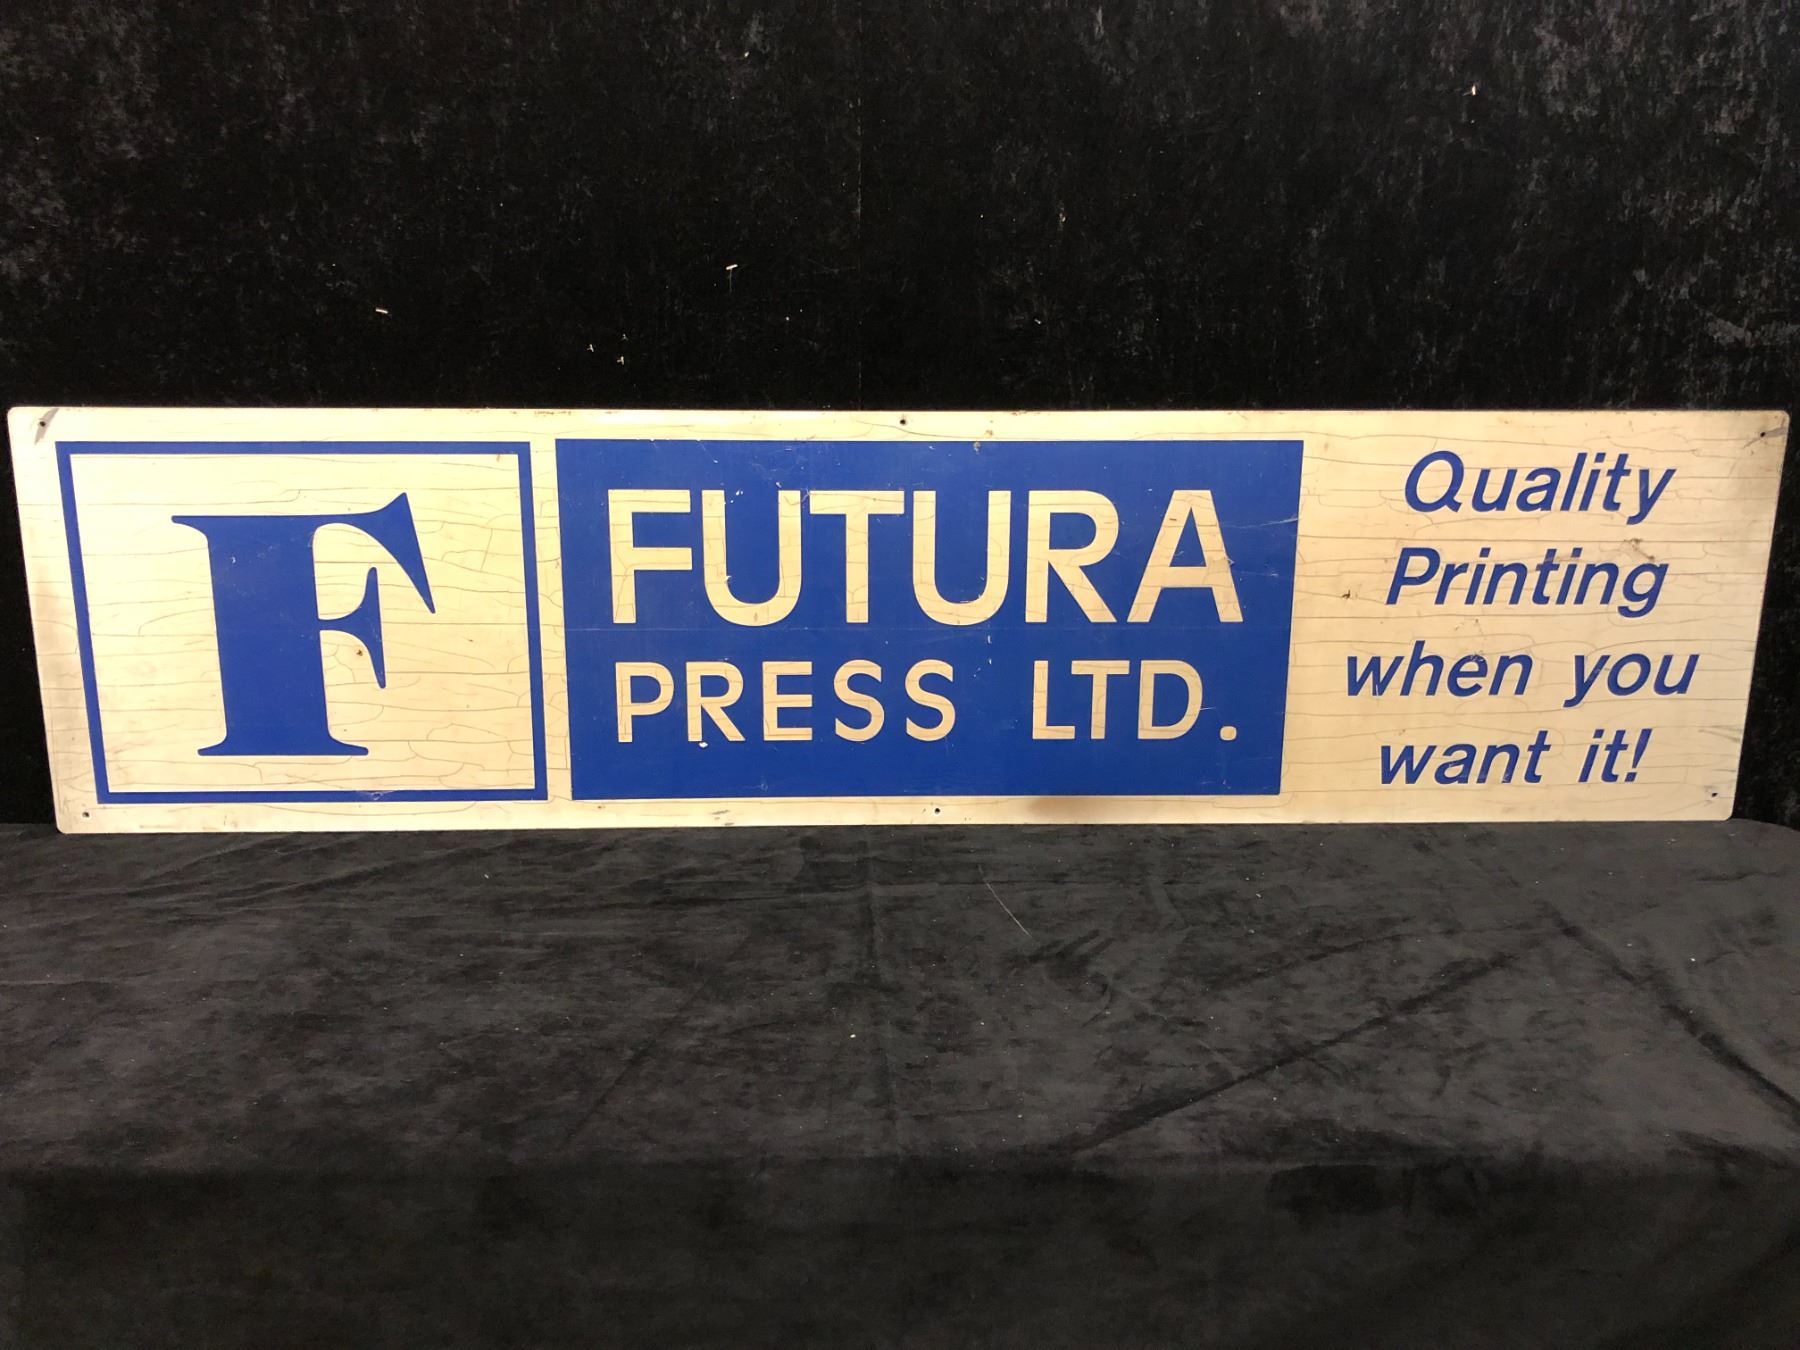 F
FUTURA
PRESS LTD.
Quality
Printing
when you
want it!